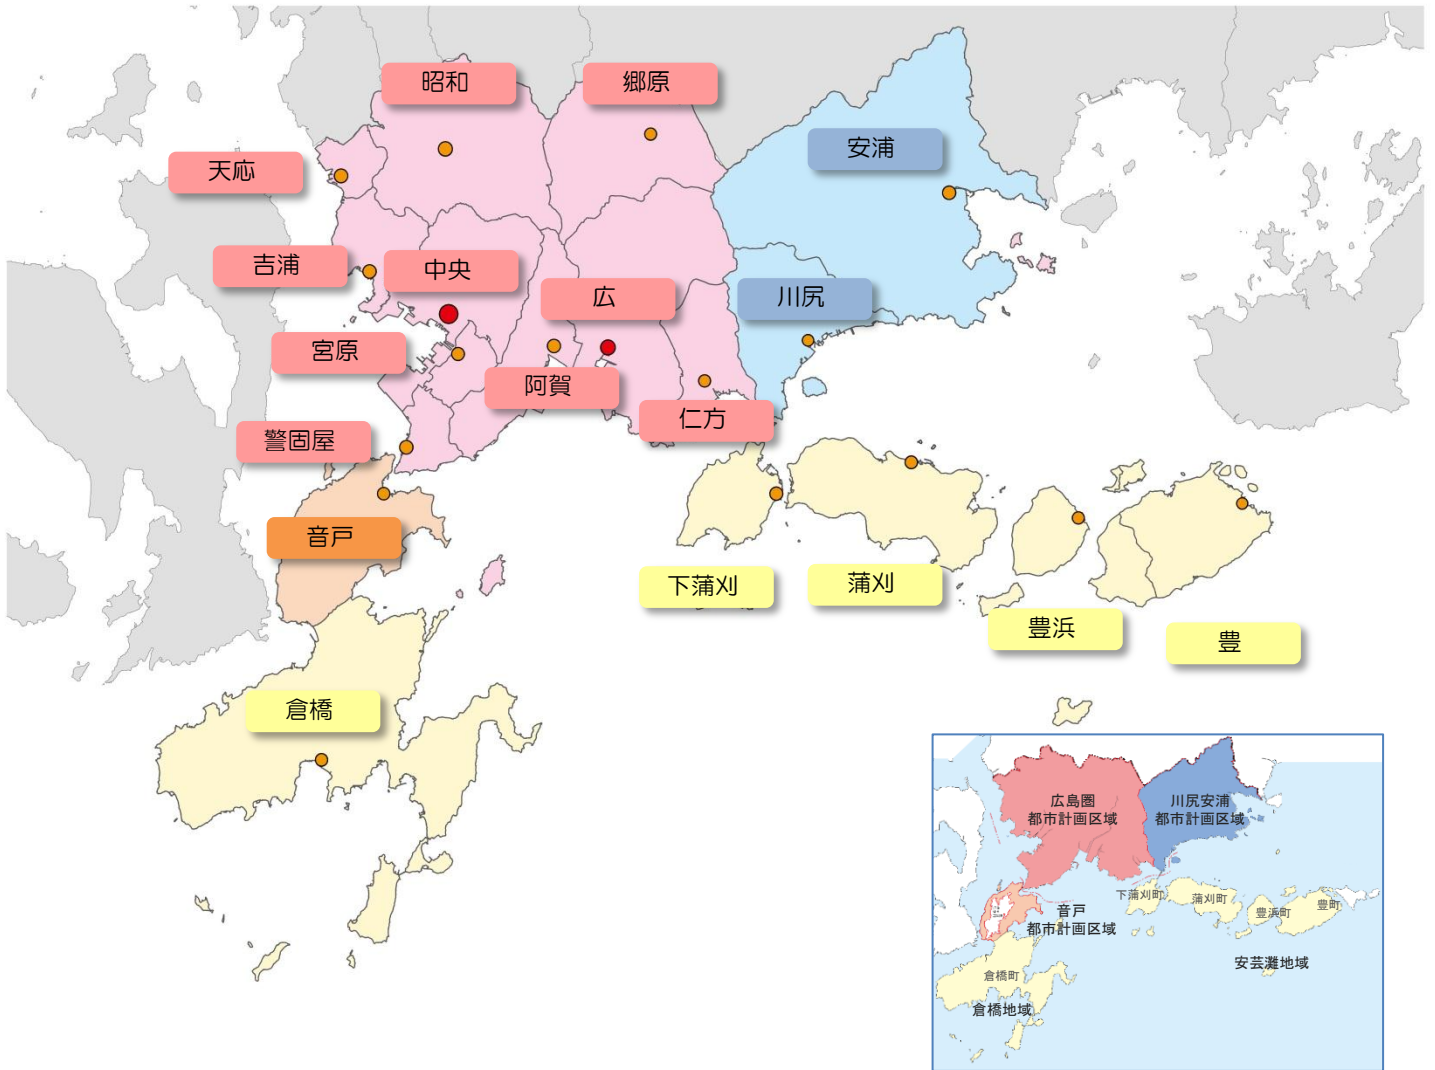 昭和
郷原
安浦
天応
吉浦
中央
広
川尻
宮原
阿賀
仁方
警固屋
音戸
下蒲刈
蒲刈
豊浜
豊
倉橋
広島圏
都市計画区域
川尻安浦
都市計画区域
下蒲刈町
蒲刈町
豊浜町
豊町
音戸
都市計画区域
安芸灘地域
倉橋町
倉橋地域